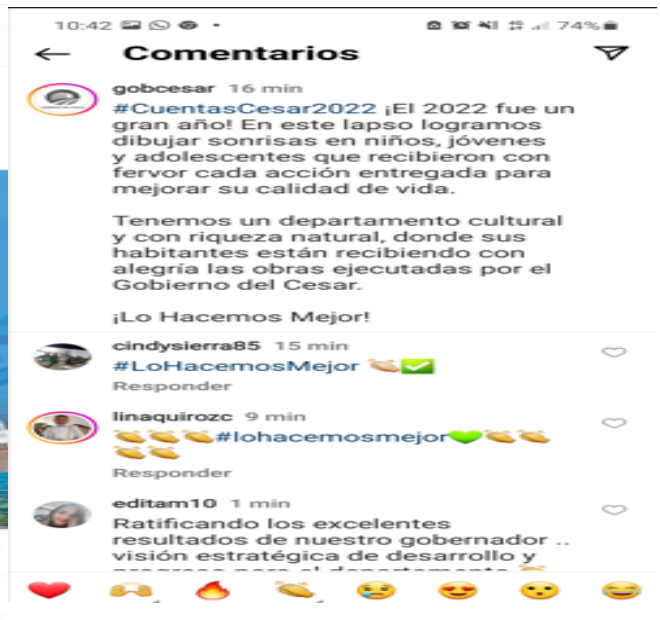 10:42
74%
Comentarios
gobcesar 16 min
#CuentasCesar2022 ¡El 2022 fue un
gran año! En este lapso logramos
dibujar sonrisas en niños, jóvenes
y adolescentes que recibieron con
fervor cada acción entregada para
mejorar su calidad de vida.
Tenemos un departamento cultural
y con riqueza natural, donde sus
habitantes están recibiendo con
alegría las obras ejecutadas por el
Gobierno del Cesar.
¡Lo Hacemos Mejor!
cindysierra85 15 min
#LoHacemosMejor 👏🏻✅
Responder
linaquirozc 9 min
👏👏👏#lohacemosmejor💚👏👏
👏👏
Responder
editam10 1 min
Ratificando los excelentes
resultados de nuestro gobernador ..
visión estratégica de desarrollo y
progreso para el departamento 👏